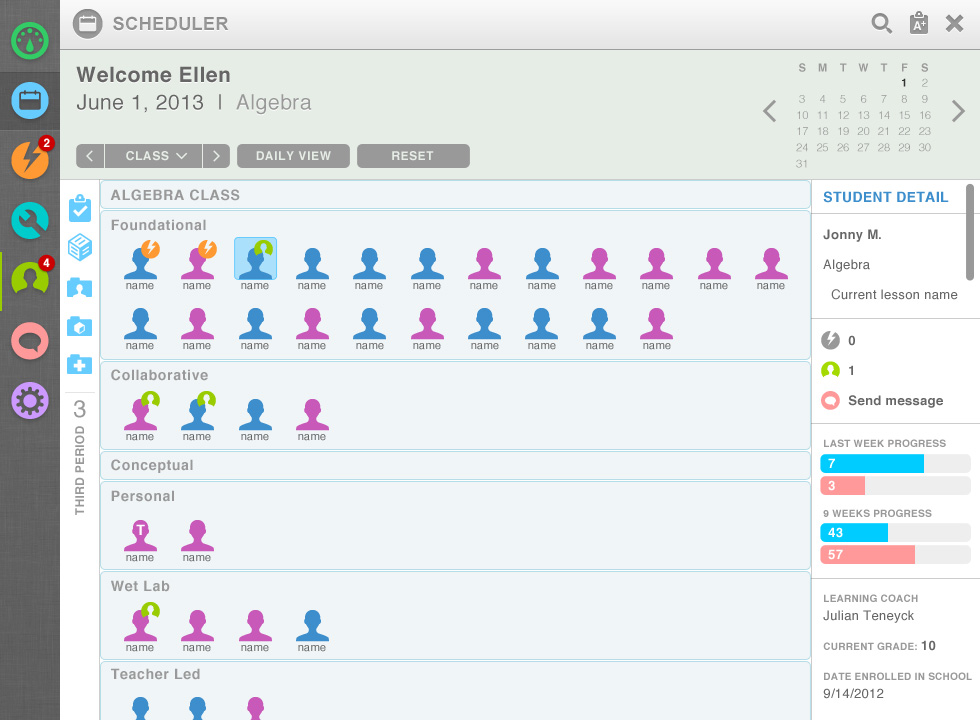 SCHEDULER
A+
Welcome Ellen
June 1, 2013 | Algebra
S M T W T F S
1 2
3 4 5 6 7 8 9
10 11 12 13 14 15 16
17 18 19 20 21 22 23
24 25 26 27 28 29 30
31
CLASS
DAILY VIEW
RESET
2
4
3
THIRD PERIOD
ALGEBRA CLASS
Foundational
name name name name name name name name name name name name
name name name name name name name name name name
Collaborative
name name name name
Conceptual
Personal
T
name name
Wet Lab
name name name name
Teacher Led
STUDENT DETAIL
Jonny M.
Algebra
Current lesson name
0
1
Send message
LAST WEEK PROGRESS
7
3
9 WEEKS PROGRESS
43
57
LEARNING COACH
Julian Teneyck
CURRENT GRADE: 10
DATE ENROLLED IN SCHOOL
9/14/2012